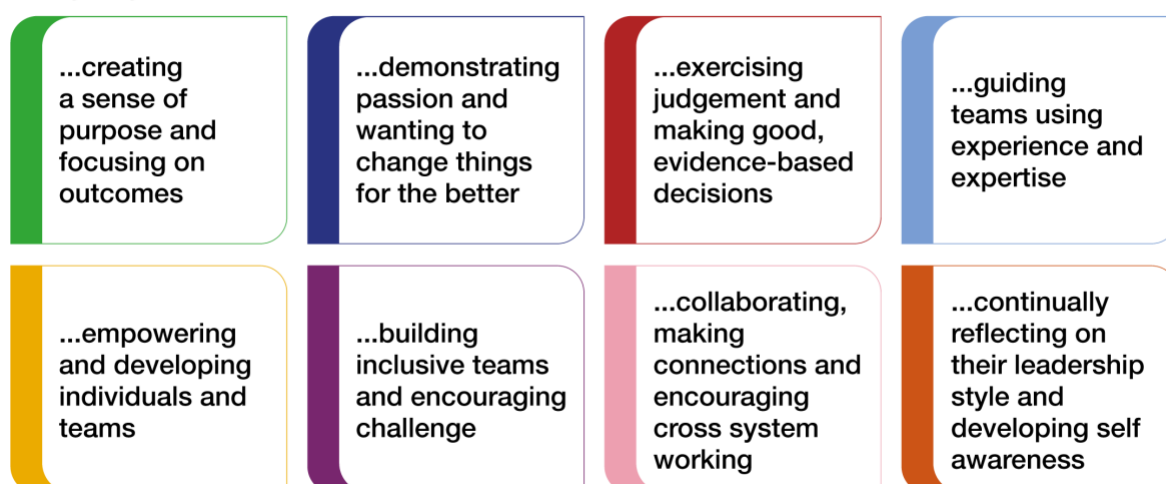 ...creating
a sense of
purpose and
focusing on
outcomes
...demonstrating
passion and
wanting to
change things
for the better
...exercising
judgement and
making good,
evidence-based
decisions
...guiding
teams using
experience and
expertise
...empowering
and developing
individuals and
teams
...building
inclusive teams
and encouraging
challenge
...collaborating,
making
connections and
encouraging
cross system
working
...continually
reflecting on
their leadership
style and
developing self
awareness